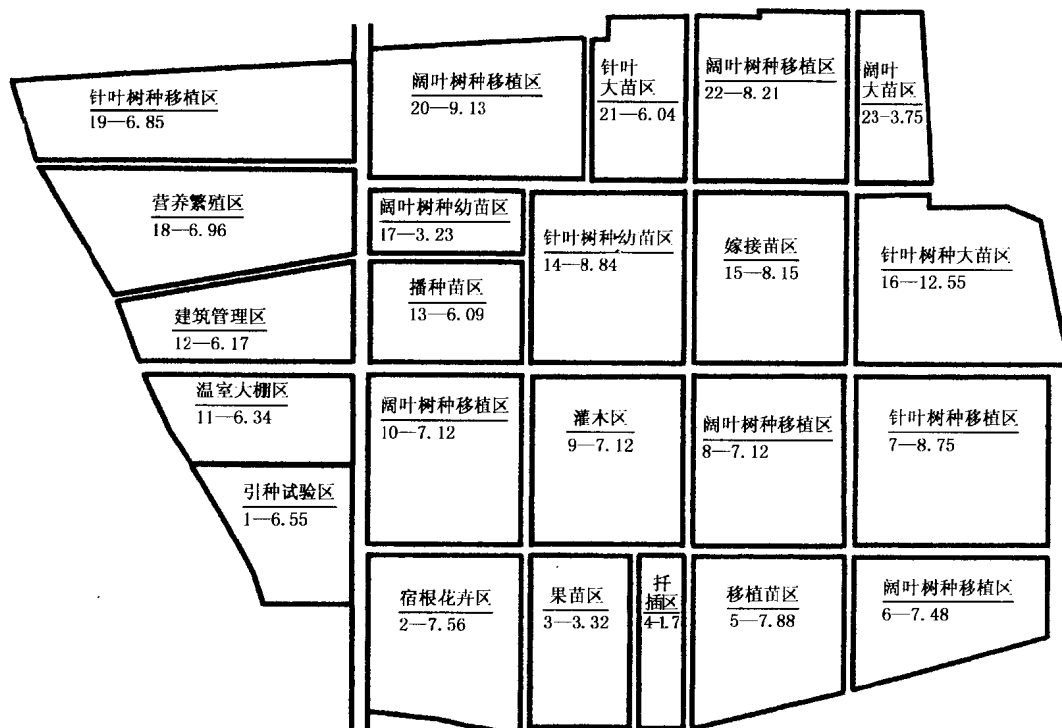 针叶树种移植区
19—6.85
阔叶树种移植区
20—9.13
针叶
大苗区
21—6.04
阔叶树种移植区
22—8.21
阔叶
大苗区
23-3.75
营养繁殖区
18—6.96
阔叶树种幼苗区
17—3.23
针叶树种幼苗区
14—8.84
嫁接苗区
15—8.15
针叶树种大苗区
16—12.55
建筑管理区
12—6.17
播种苗区
13—6.09
温室大棚区
11—6.34
阔叶树种移植区
10—7.12
灌木区
9—7.12
阔叶树种移植区
8—7.12
针叶树种移植区
7—8.75
引种试验区
1—6.55
宿根花卉区
2—7.56
果苗区
3—3.32
扦
插区
4-1.7
移植苗区
5—7.88
阔叶树种移植区
6—7.48